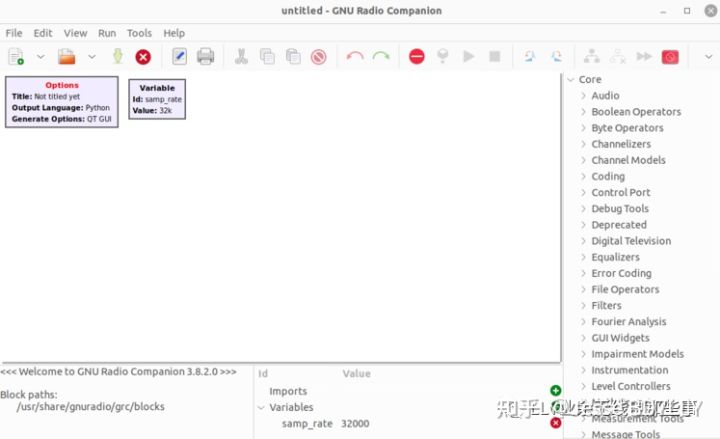 untitled - GNU Radio Companion
File Edit View Run Tools Help
Options
Title: Not titled yet
Output Language: Python
Generate Options: QT GUI
Variable
Id: samp_rate
Value: 32k
Core
Audio
Boolean Operators
Byte Operators
Channelizers
Channel Models
Coding
Control Port
Debug Tools
Deprecated
Digital Television
Equalizers
Error Coding
File Operators
Filters
Fourier Analysis
GUI Widgets
Impairment Models
Instrumentation
Level Controllers
Measurement Tools
Message Tools
<<< Welcome to GNU Radio Companion 3.8.2.0 >>>
Block paths:
/usr/share/gnuradio/grc/blocks
Id Value
Imports
Variables
samp_rate 32000
知乎